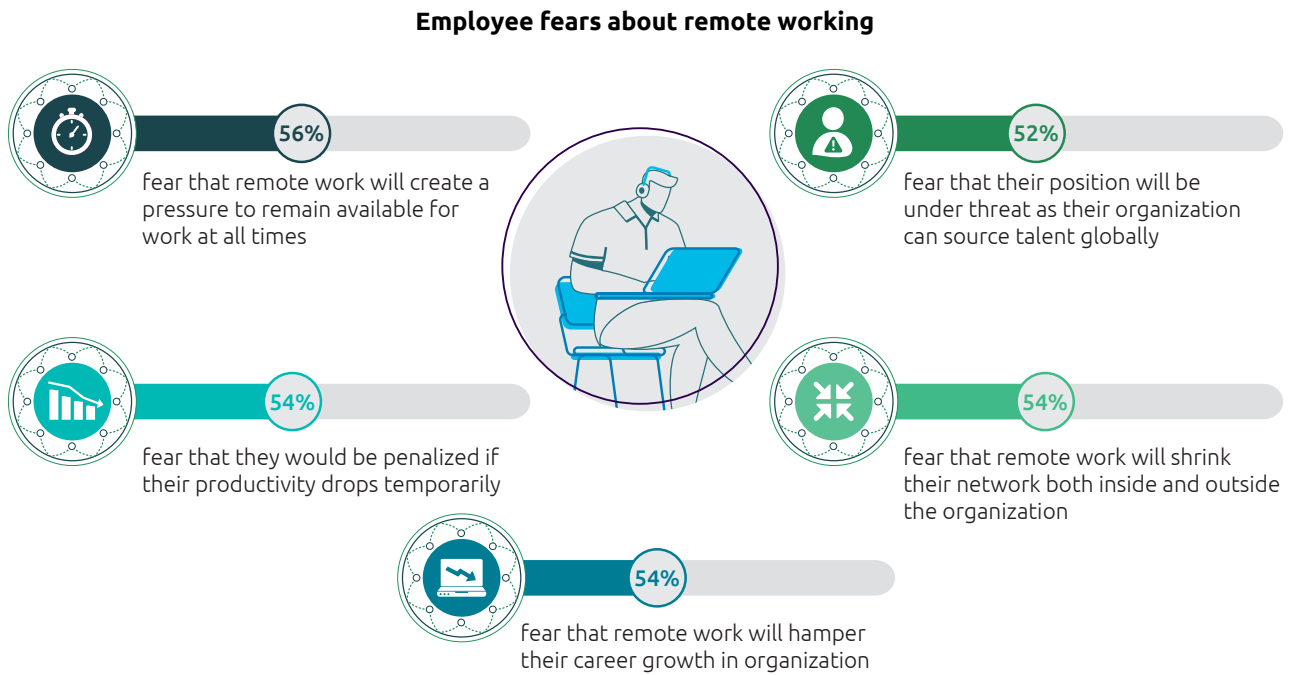 Employee fears about remote working
56%
fear that remote work will create a
pressure to remain available for
work at all times
52%
fear that their position will be
under threat as their organization
can source talent globally
54%
fear that they would be penalized if
their productivity drops temporarily
54%
fear that remote work will shrink
their network both inside and outside
the organization
54%
fear that remote work will hamper
their career growth in organization